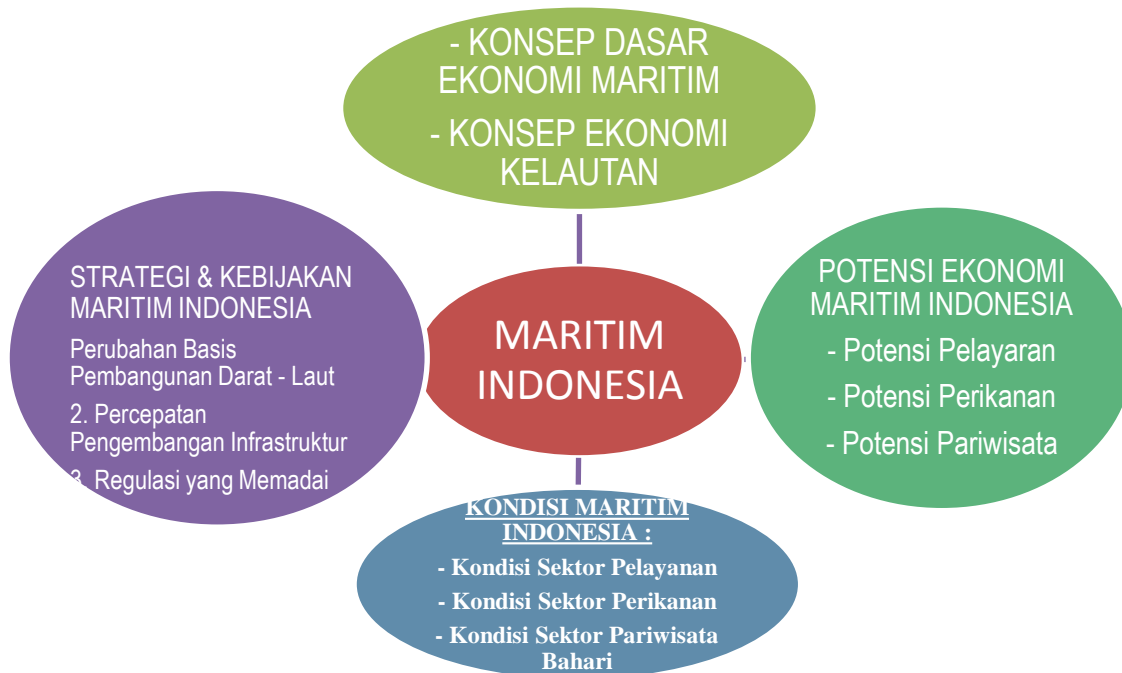 - KONSEP DASAR
EKONOMI MARITIM
- KONSEP EKONOMI
KELAUTAN
STRATEGI & KEBIJAKAN
MARITIM INDONESIA
Perubahan Basis
Pembangunan Darat - Laut
2. Percepatan
Pengembangan Infrastruktur
3. Regulasi yang Memadai
MARITIM
INDONESIA
POTENSI EKONOMI
MARITIM INDONESIA
- Potensi Pelayaran
- Potensi Perikanan
- Potensi Pariwisata
KONDISI MARITIM
INDONESIA :
- Kondisi Sektor Pelayanan
- Kondisi Sektor Perikanan
- Kondisi Sektor Pariwisata
Bahari